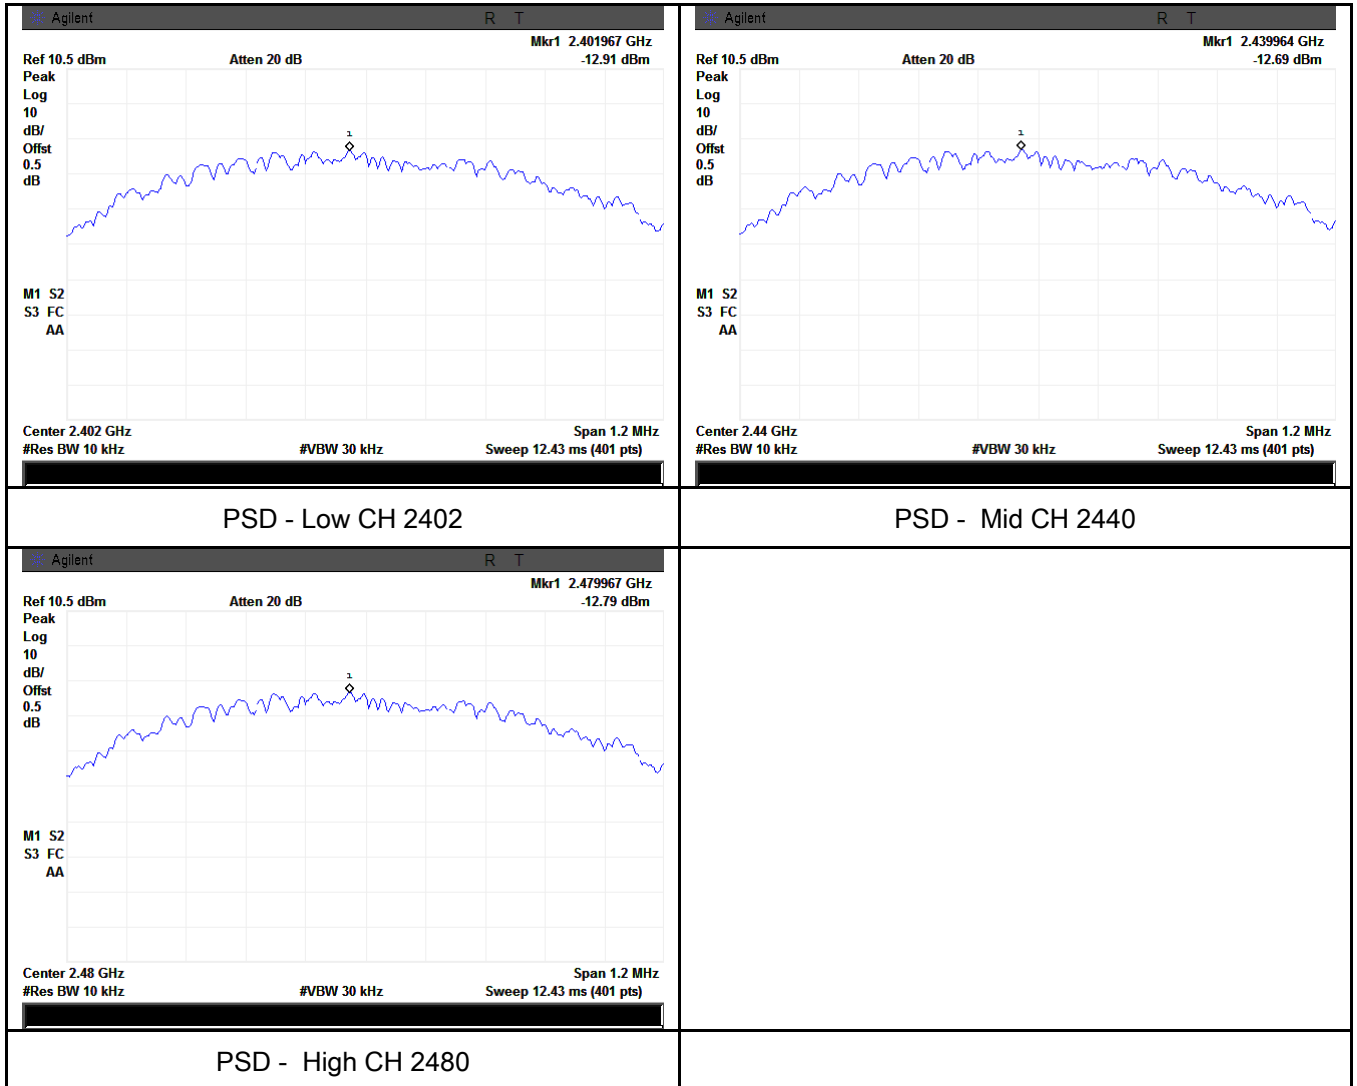 Agilent R T
Mkr1 2.401967 GHz
Ref 10.5 dBm Atten 20 dB -12.91 dBm
Peak
Log
10
dB/
Offst
0.5
dB
1
M1 S2
S3 FC
AA
Center 2.402 GHz Span 1.2 MHz
#Res BW 10 kHz #VBW 30 kHz Sweep 12.43 ms (401 pts)
PSD - Low CH 2402
Agilent R T
Mkr1 2.439964 GHz
Ref 10.5 dBm Atten 20 dB -12.69 dBm
Peak
Log
10
dB/
Offst
0.5
dB
1
M1 S2
S3 FC
AA
Center 2.44 GHz Span 1.2 MHz
#Res BW 10 kHz #VBW 30 kHz Sweep 12.43 ms (401 pts)
PSD - Mid CH 2440
Agilent R T
Mkr1 2.479967 GHz
Ref 10.5 dBm Atten 20 dB -12.79 dBm
Peak
Log
10
dB/
Offst
0.5
dB
1
M1 S2
S3 FC
AA
Center 2.48 GHz Span 1.2 MHz
#Res BW 10 kHz #VBW 30 kHz Sweep 12.43 ms (401 pts)
PSD - High CH 2480